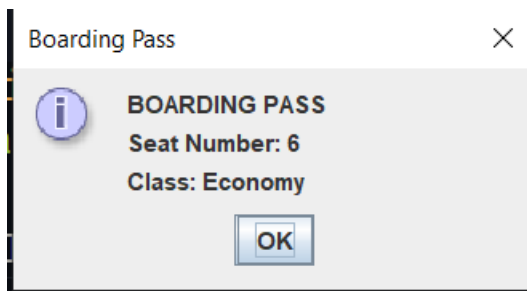 Boarding Pass
BOARDING PASS
Seat Number: 6
Class: Economy
OK